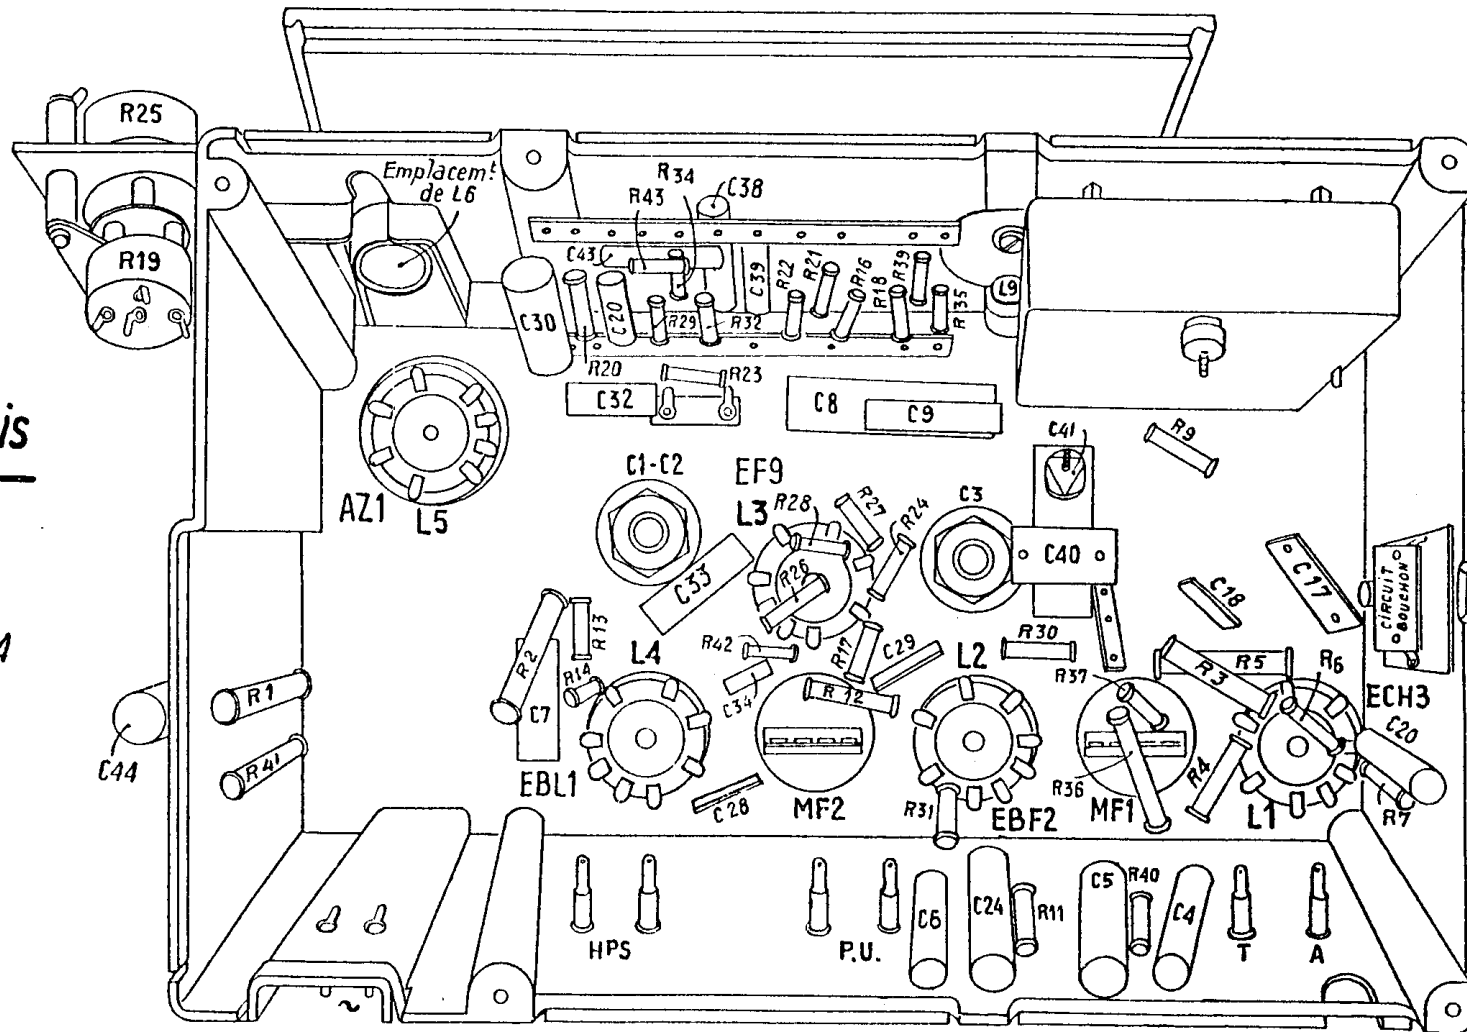 R25
Emplacem.t
de L6
R34
R43
C38
R19
C43
C39
R22
R21
R16
R18
R39
R35
L9
C30
C20
R29
R32
R20
R23
C32
C8
C9
is
C41
R9
C1-C2
EF9
L3
C3
AZ1
L5
R28
R27
R24
C33
R26
C40
C18
C17
CIRCUIT
BOUCHON
R2
R13
R42
R17
C29
R30
L4
L2
R14
C34
R12
R37
R3
R5
R6
ECH3
R1
C7
C20
C44
R41
EBL1
C28
MF2
R31
EBF2
R36
MF1
R4
L1
R7
C6
C24
R11
C5
R40
C4
HPS
P.U.
T
A
~